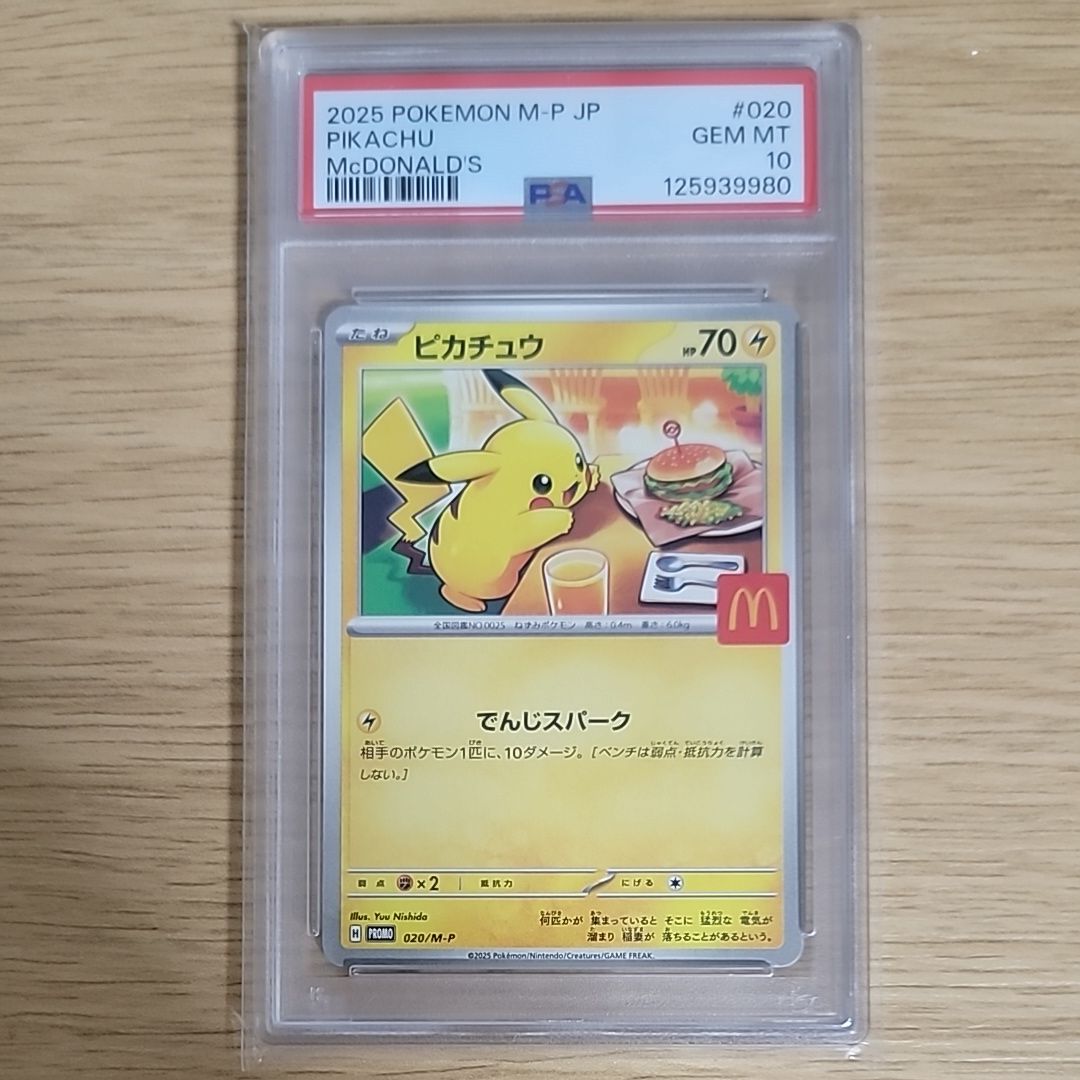 2025 POKEMON M-P JP #020
PIKACHU GEM MT
McDONALD'S 10
PSA 125939980
たね ピカチュウ HP70
M
全国図鑑NO.0025 ねずみポケモン 高さ:0.4m 重さ:6.0kg
でんじスパーク
相手のポケモン1匹に、10ダメージ。[ベンチは弱点・抵抗力を計算
しない。]
弱点 ×2 抵抗力 にげる
Illus. Yuu Nishida
何匹かが 集まっていると そこに 猛烈な 電気が
溜まり 稲妻が 落ちることがあるという。
H PROMO 020/M-P
©2025 Pokémon/Nintendo/Creatures/GAME FREAK.